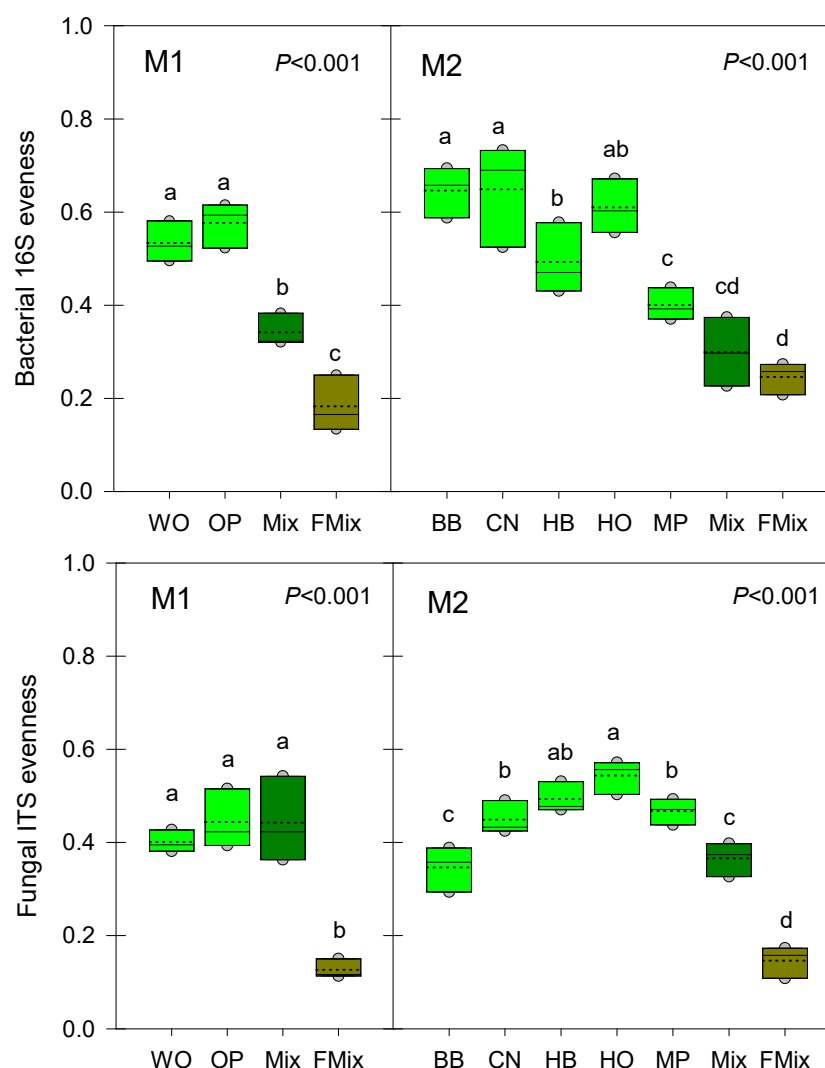 1.0
M1
P<0.001
M2
P<0.001
0.8
a
a
ab
a
a
b
0.6
c
b
cd
0.4
c
d
0.2
0.0
Bacterial 16S eveness
WO OP Mix FMix BB CN HB HO MP Mix FMix
1.0
M1
P<0.001
M2
P<0.001
0.8
a
a
a
a
ab
b
b
0.6
c
c
0.4
b
d
0.2
0.0
Fungal ITS evenness
WO OP Mix FMix BB CN HB HO MP Mix FMix